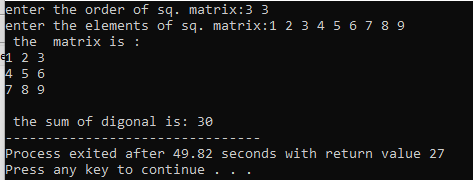 enter the order of sq. matrix:3 3
enter the elements of sq. matrix:1 2 3 4 5 6 7 8 9
 the  matrix is :
1 2 3
4 5 6
7 8 9

 the sum of digonal is: 30
--------------------------------
Process exited after 49.82 seconds with return value 27
Press any key to continue . . .